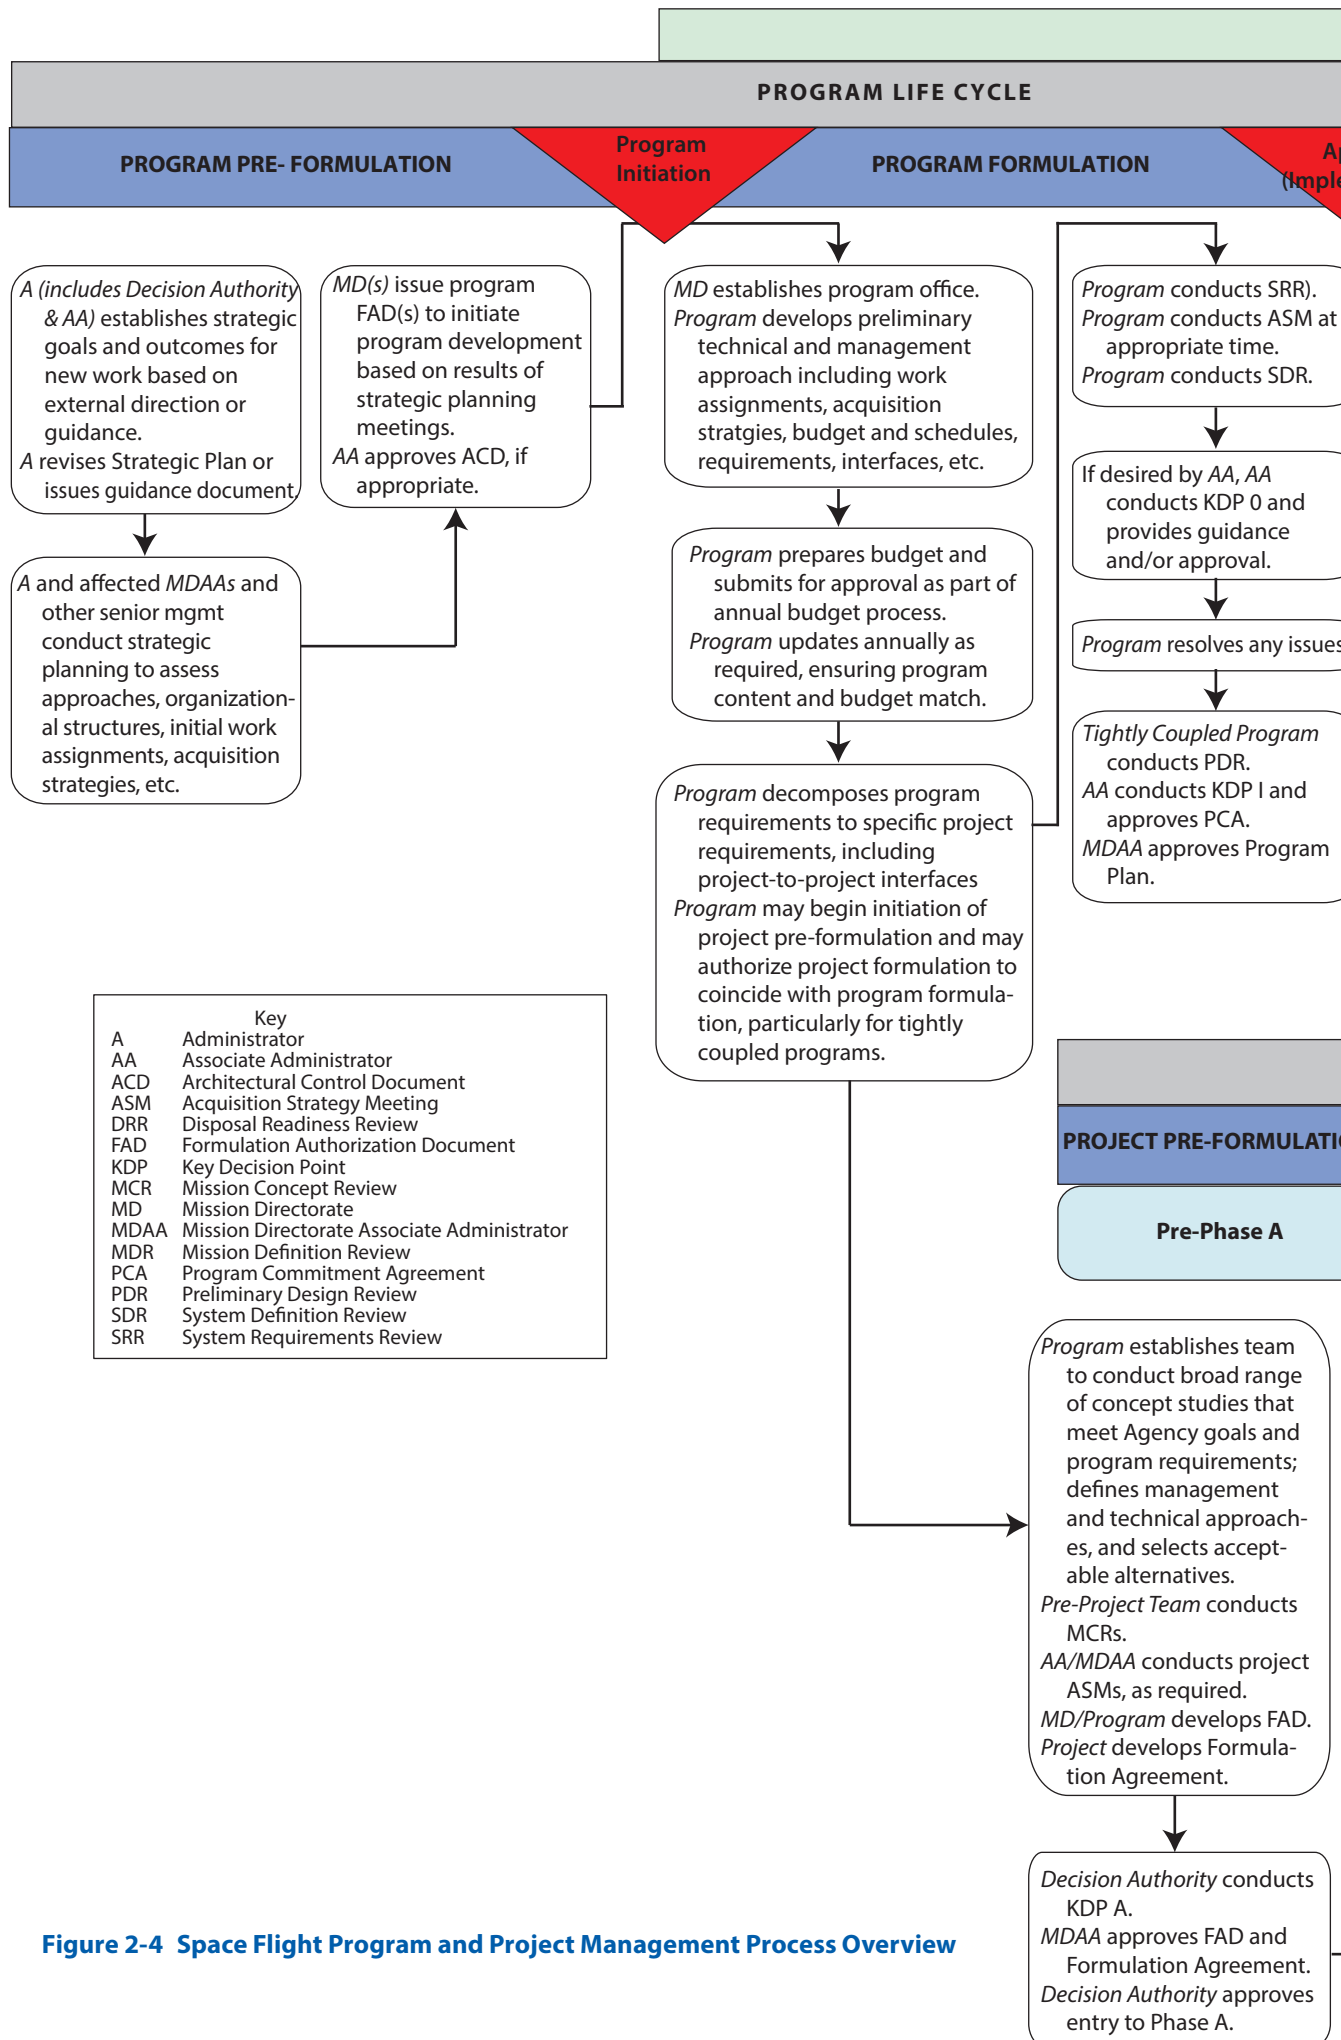 PROGRAM LIFE CYCLE
PROGRAM PRE- FORMULATION
Program
Initiation
PROGRAM FORMULATION
A (includes Decision Authority
& AA) establishes strategic
goals and outcomes for
new work based on
external direction or
guidance.
A revises Strategic Plan or
issues guidance document.
A and affected MDAAs and
other senior mgmt
conduct strategic
planning to assess
approaches, organization-
al structures, initial work
assignments, acquisition
strategies, etc.
MD(s) issue program
FAD(s) to initiate
program development
based on results of
strategic planning
meetings.
AA approves ACD, if
appropriate.
MD establishes program office.
Program develops preliminary
technical and management
approach including work
assignments, acquisition
stratgies, budget and schedules,
requirements, interfaces, etc.
Program prepares budget and
submits for approval as part of
annual budget process.
Program updates annually as
required, ensuring program
content and budget match.
Program decomposes program
requirements to specific project
requirements, including
project-to-project interfaces
Program may begin initiation of
project pre-formulation and may
authorize project formulation to
coincide with program formula-
tion, particularly for tightly
coupled programs.
Program conducts SRR).
Program conducts ASM at
appropriate time.
Program conducts SDR.
If desired by AA, AA
conducts KDP 0 and
provides guidance
and/or approval.
Program resolves any issues
Tightly Coupled Program
conducts PDR.
AA conducts KDP I and
approves PCA.
MDAA approves Program
Plan.
Key
A Administrator
AA Associate Administrator
ACD Architectural Control Document
ASM Acquisition Strategy Meeting
DRR Disposal Readiness Review
FAD Formulation Authorization Document
KDP Key Decision Point
MCR Mission Concept Review
MD Mission Directorate
MDAA Mission Directorate Associate Administrator
MDR Mission Definition Review
PCA Program Commitment Agreement
PDR Preliminary Design Review
SDR System Definition Review
SRR System Requirements Review
PROJECT
Pre-Phase A
Program establishes team
to conduct broad range
of concept studies that
meet Agency goals and
program requirements;
defines management
and technical approach-
es, and selects accept-
able alternatives.
Pre-Project Team conducts
MCRs.
AA/MDAA conducts project
ASMs, as required.
MD/Program develops FAD.
Project develops Formula-
tion Agreement.
Decision Authority conducts
KDP A.
MDAA approves FAD and
Formulation Agreement.
Decision Authority approves
entry to Phase A.
Figure 2-4 Space Flight Program and Project Management Process Overview